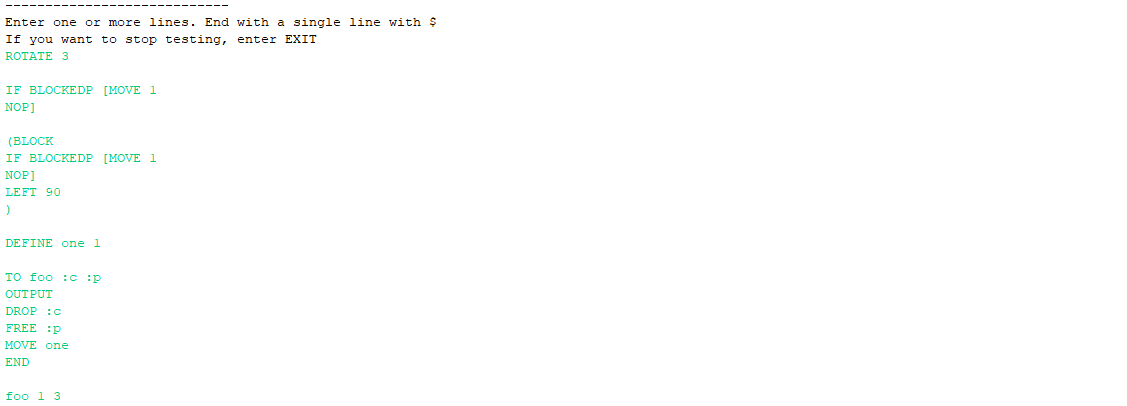 ----------------------------
Enter one or more lines. End with a single line with $
If you want to stop testing, enter EXIT
ROTATE 3
IF BLOCKEDP [MOVE 1
NOP]
(BLOCK
IF BLOCKEDP [MOVE 1
NOP]
LEFT 90
)
DEFINE one 1
TO foo :c :p
OUTPUT
DROP :c
FREE :p
MOVE one
END
foo 1 3